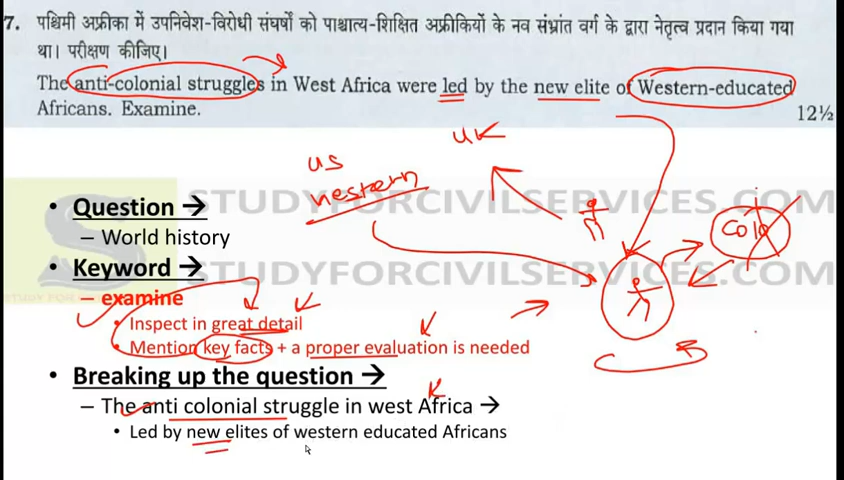 7. पश्चिमी अफ्रीका में उपनिवेश-विरोधी संघर्षों को पाश्चात्य-शिक्षित अफ्रीकियों के नव संभ्रांत वर्ग के द्वारा नेतृत्व प्रदान किया गया
था। परीक्षण कीजिए।
The anti-colonial struggles in West Africa were led by the new elite of Western-educated
Africans. Examine.
12½
UK
US
western
STUDYFORCIVILSERVICES.COM
• Question →
Colo
– World history
• Keyword →
STUDYFORCIVILSERVICES.COM
– examine
• Inspect in great detail
• Mention key facts + a proper evaluation is needed
• Breaking up the question →
– The anti colonial struggle in west Africa →
• Led by new elites of western educated Africans